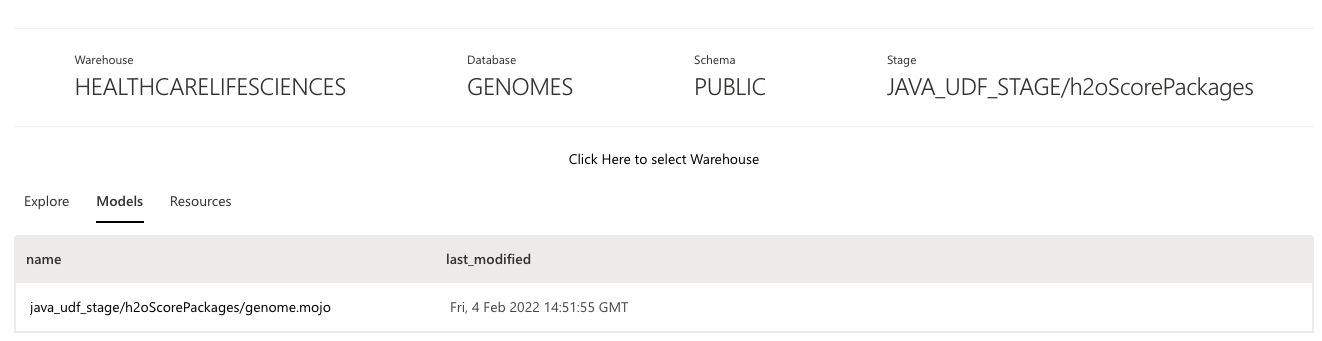 Warehouse Database Schema Stage
HEALTHCARELIFESCIENCES GENOMES PUBLIC JAVA_UDF_STAGE/h2oScorePackages
Click Here to select Warehouse
Explore Models Resources
name last_modified
java_udf_stage/h2oScorePackages/genome.mojo Fri, 4 Feb 2022 14:51:55 GMT